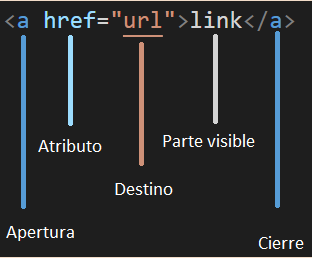 <a href="url">link</a>
Atributo
Parte visible
Destino
Apertura
Cierre